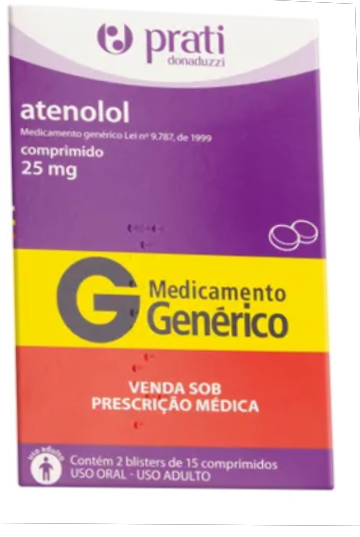 prati
donaduzzi
atenolol
Medicamento genérico Lei nº 9.787, de 1999
comprimido
25 mg
G Medicamento
Genérico
VENDA SOB
PRESCRIÇÃO MÉDICA
uso adulto
Contém 2 blisters de 15 comprimidos
USO ORAL - USO ADULTO